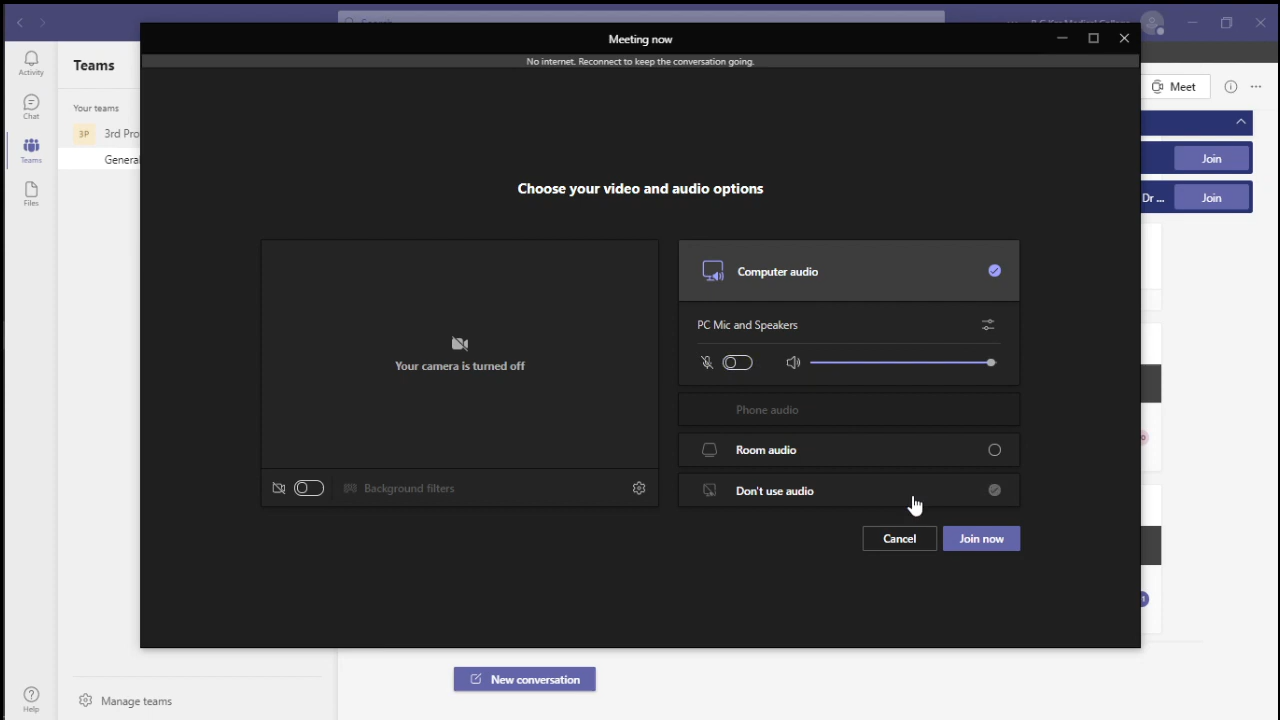 Meeting now
No internet. Reconnect to keep the conversation going.
Activity
Teams
Meet
Your teams
Chat
3P 3rd Pro
Join
Teams
General
Dr ... Join
Files
Choose your video and audio options
Computer audio
PC Mic and Speakers
Your camera is turned off
Phone audio
Room audio
Background filters
Don't use audio
Cancel
Join now
New conversation
Help
Manage teams